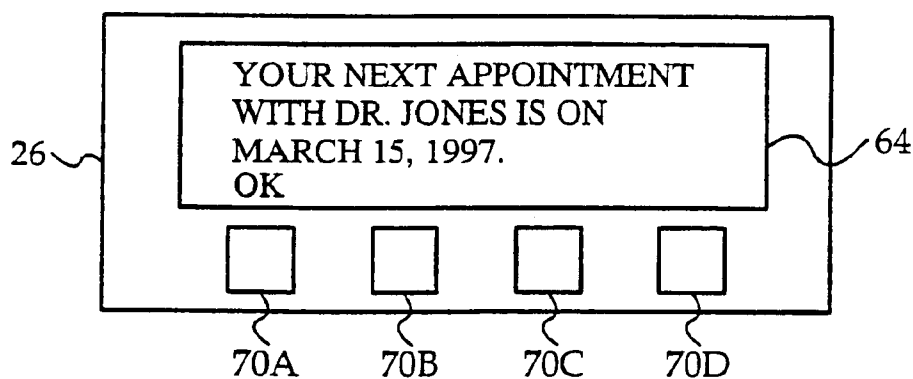 YOUR NEXT APPOINTMENT
WITH DR. JONES IS ON
MARCH 15, 1997.
OK
26
64
70A 70B 70C 70D